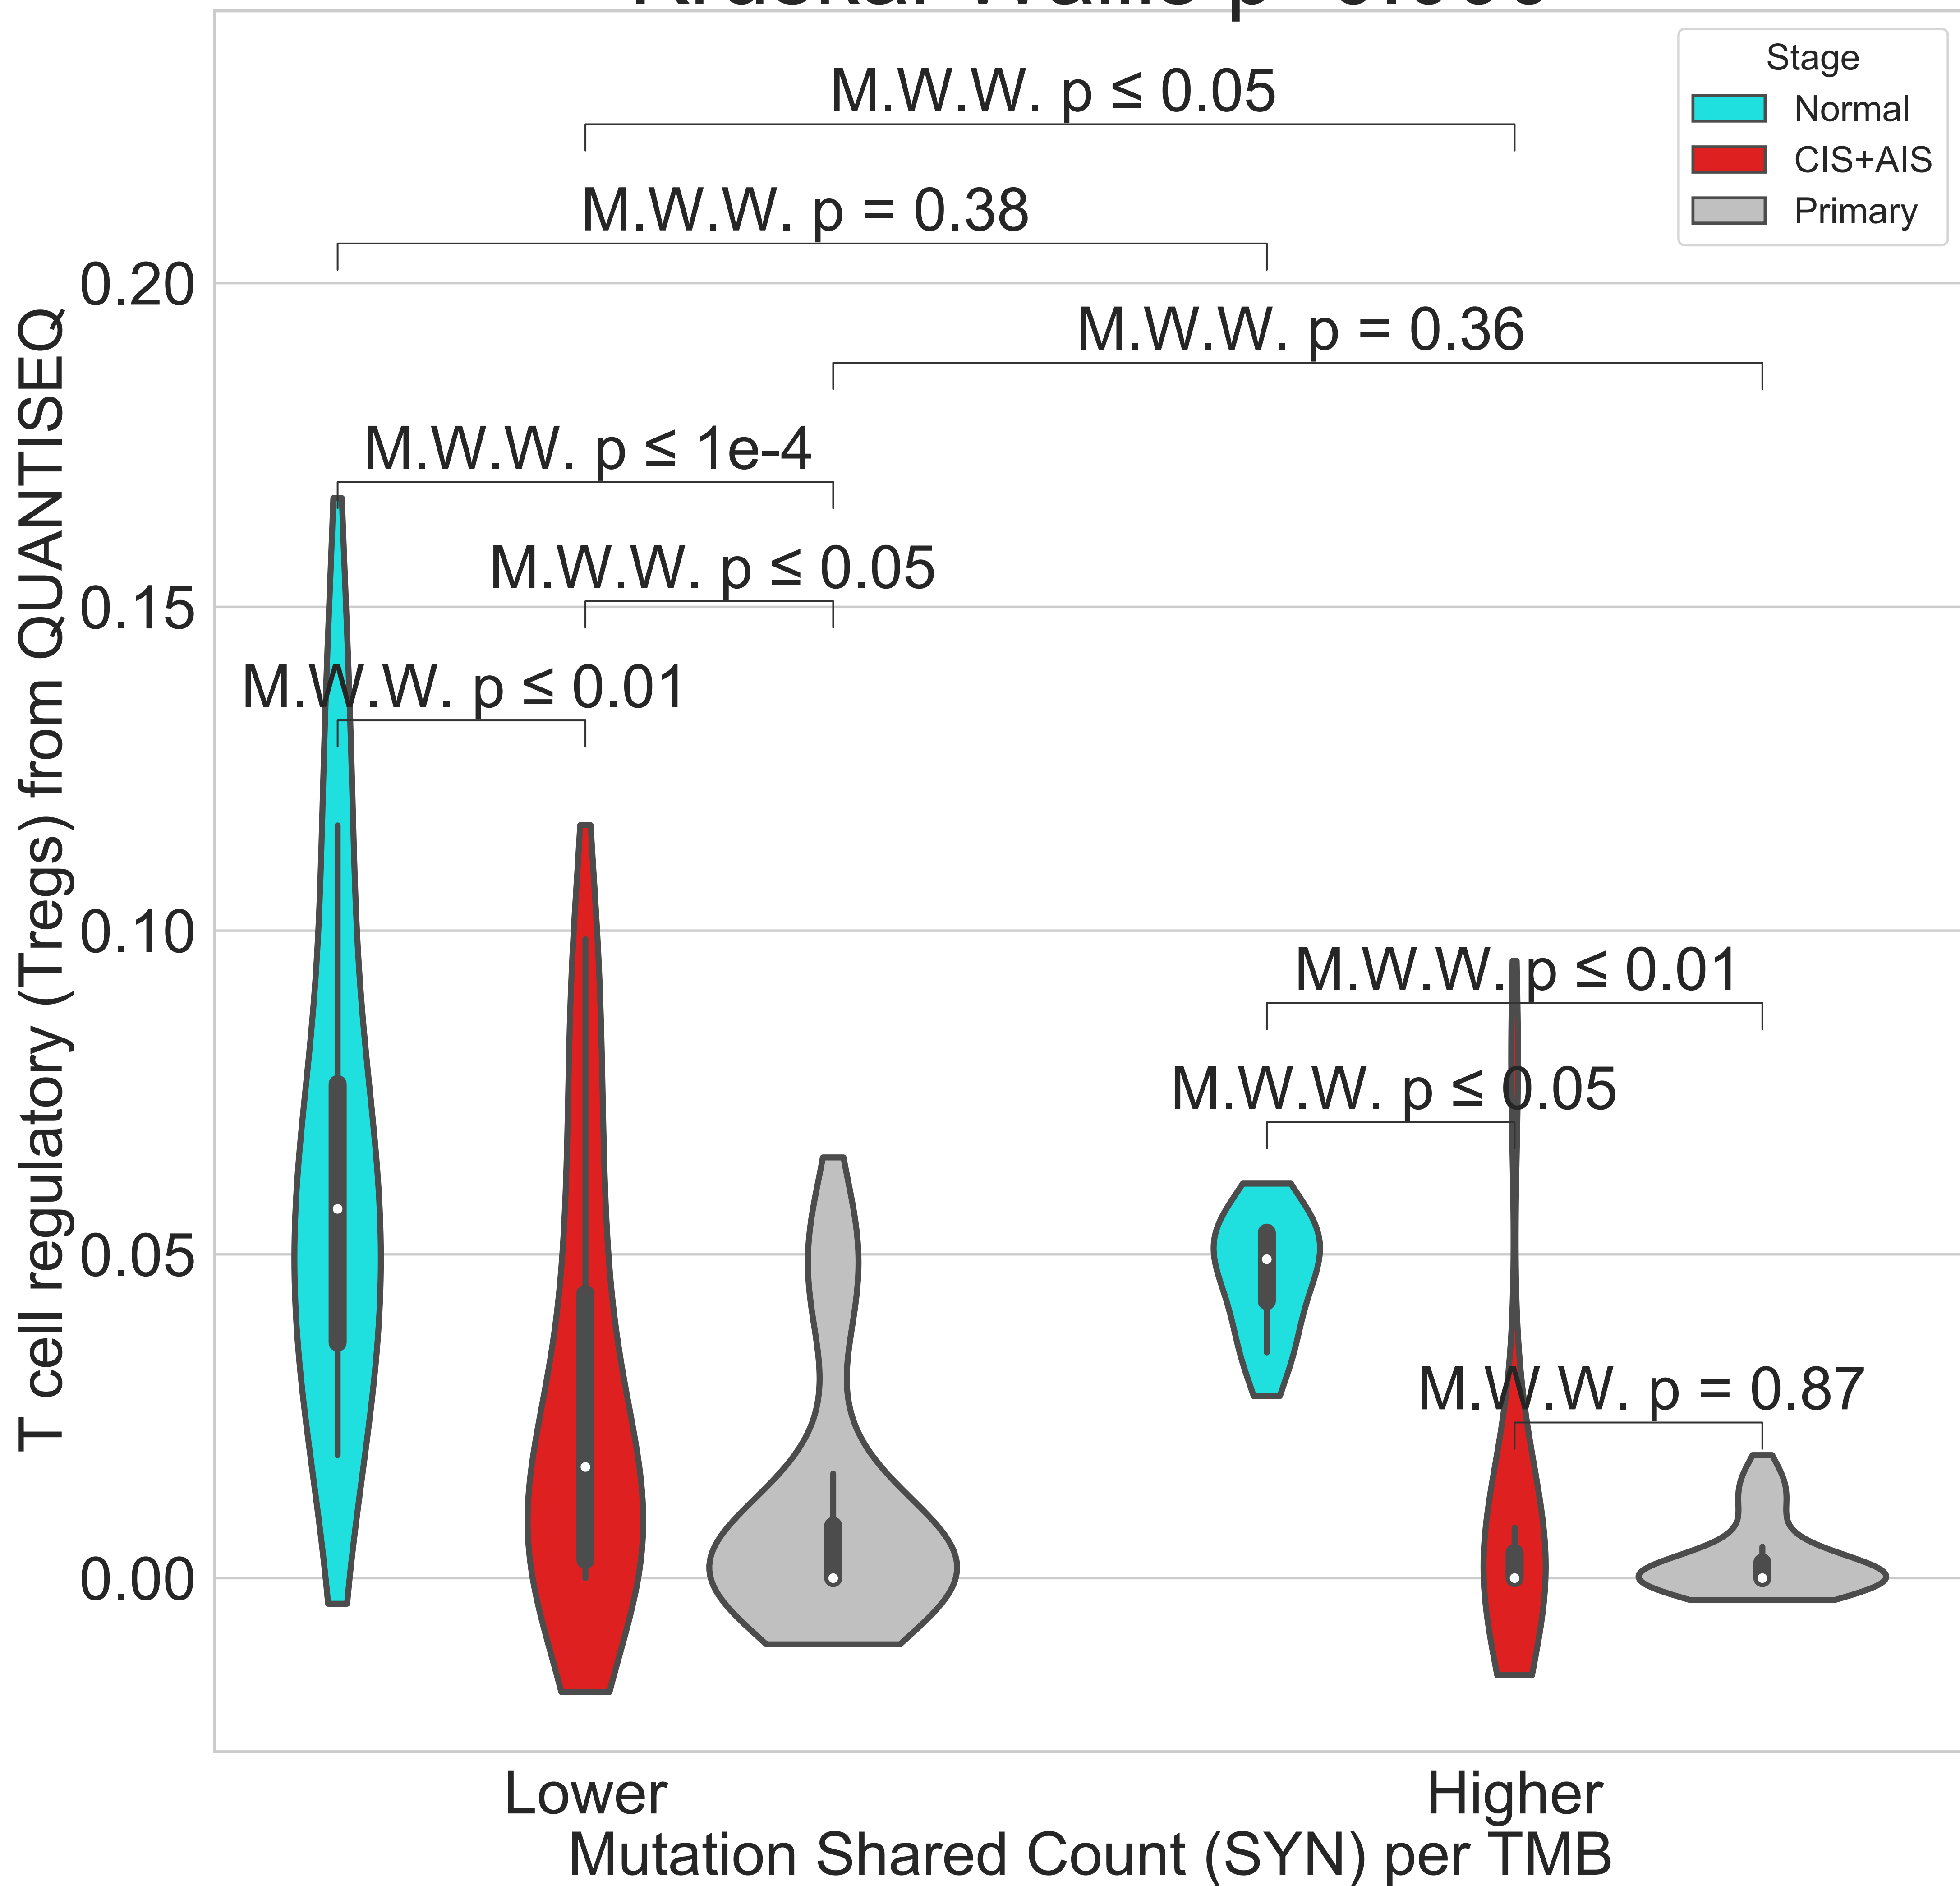 Stage
Normal
CIS+AIS
Primary
M.W.W. p ≤ 0.05
M.W.W. p = 0.38
M.W.W. p = 0.36
M.W.W. p ≤ 1e-4
M.W.W. p ≤ 0.05
M.W.W. p ≤ 0.01
M.W.W. p ≤ 0.01
M.W.W. p ≤ 0.05
M.W.W. p = 0.87
T cell regulatory (Tregs) from QUANTISEQ
0.20
0.15
0.10
0.05
0.00
Lower
Higher
Mutation Shared Count (SYN) per TMB